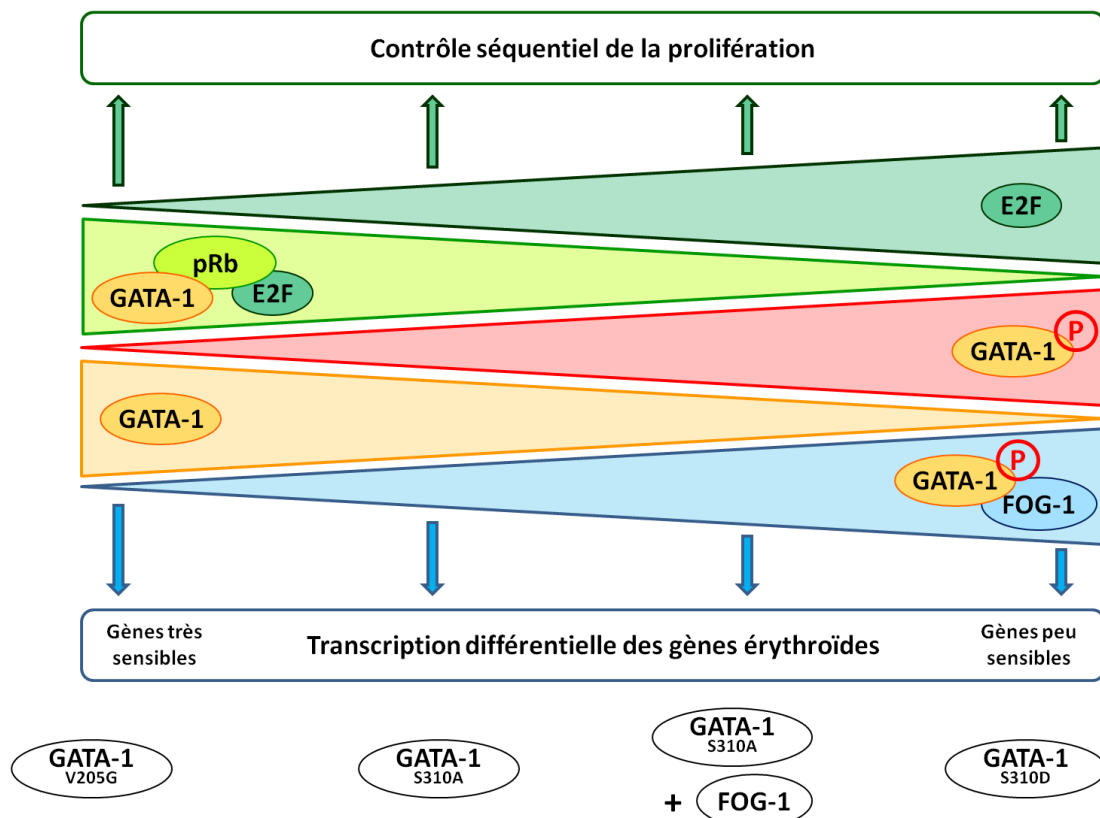 Contrôle séquentiel de la prolifération
E2F
pRb
GATA-1
E2F
P
GATA-1
GATA-1
P
GATA-1
FOG-1
Gènes très
sensibles
Transcription différentielle des gènes érythroïdes
Gènes peu
sensibles
GATA-1
V205G
GATA-1
S310A
GATA-1
S310A
+ FOG-1
GATA-1
S310D